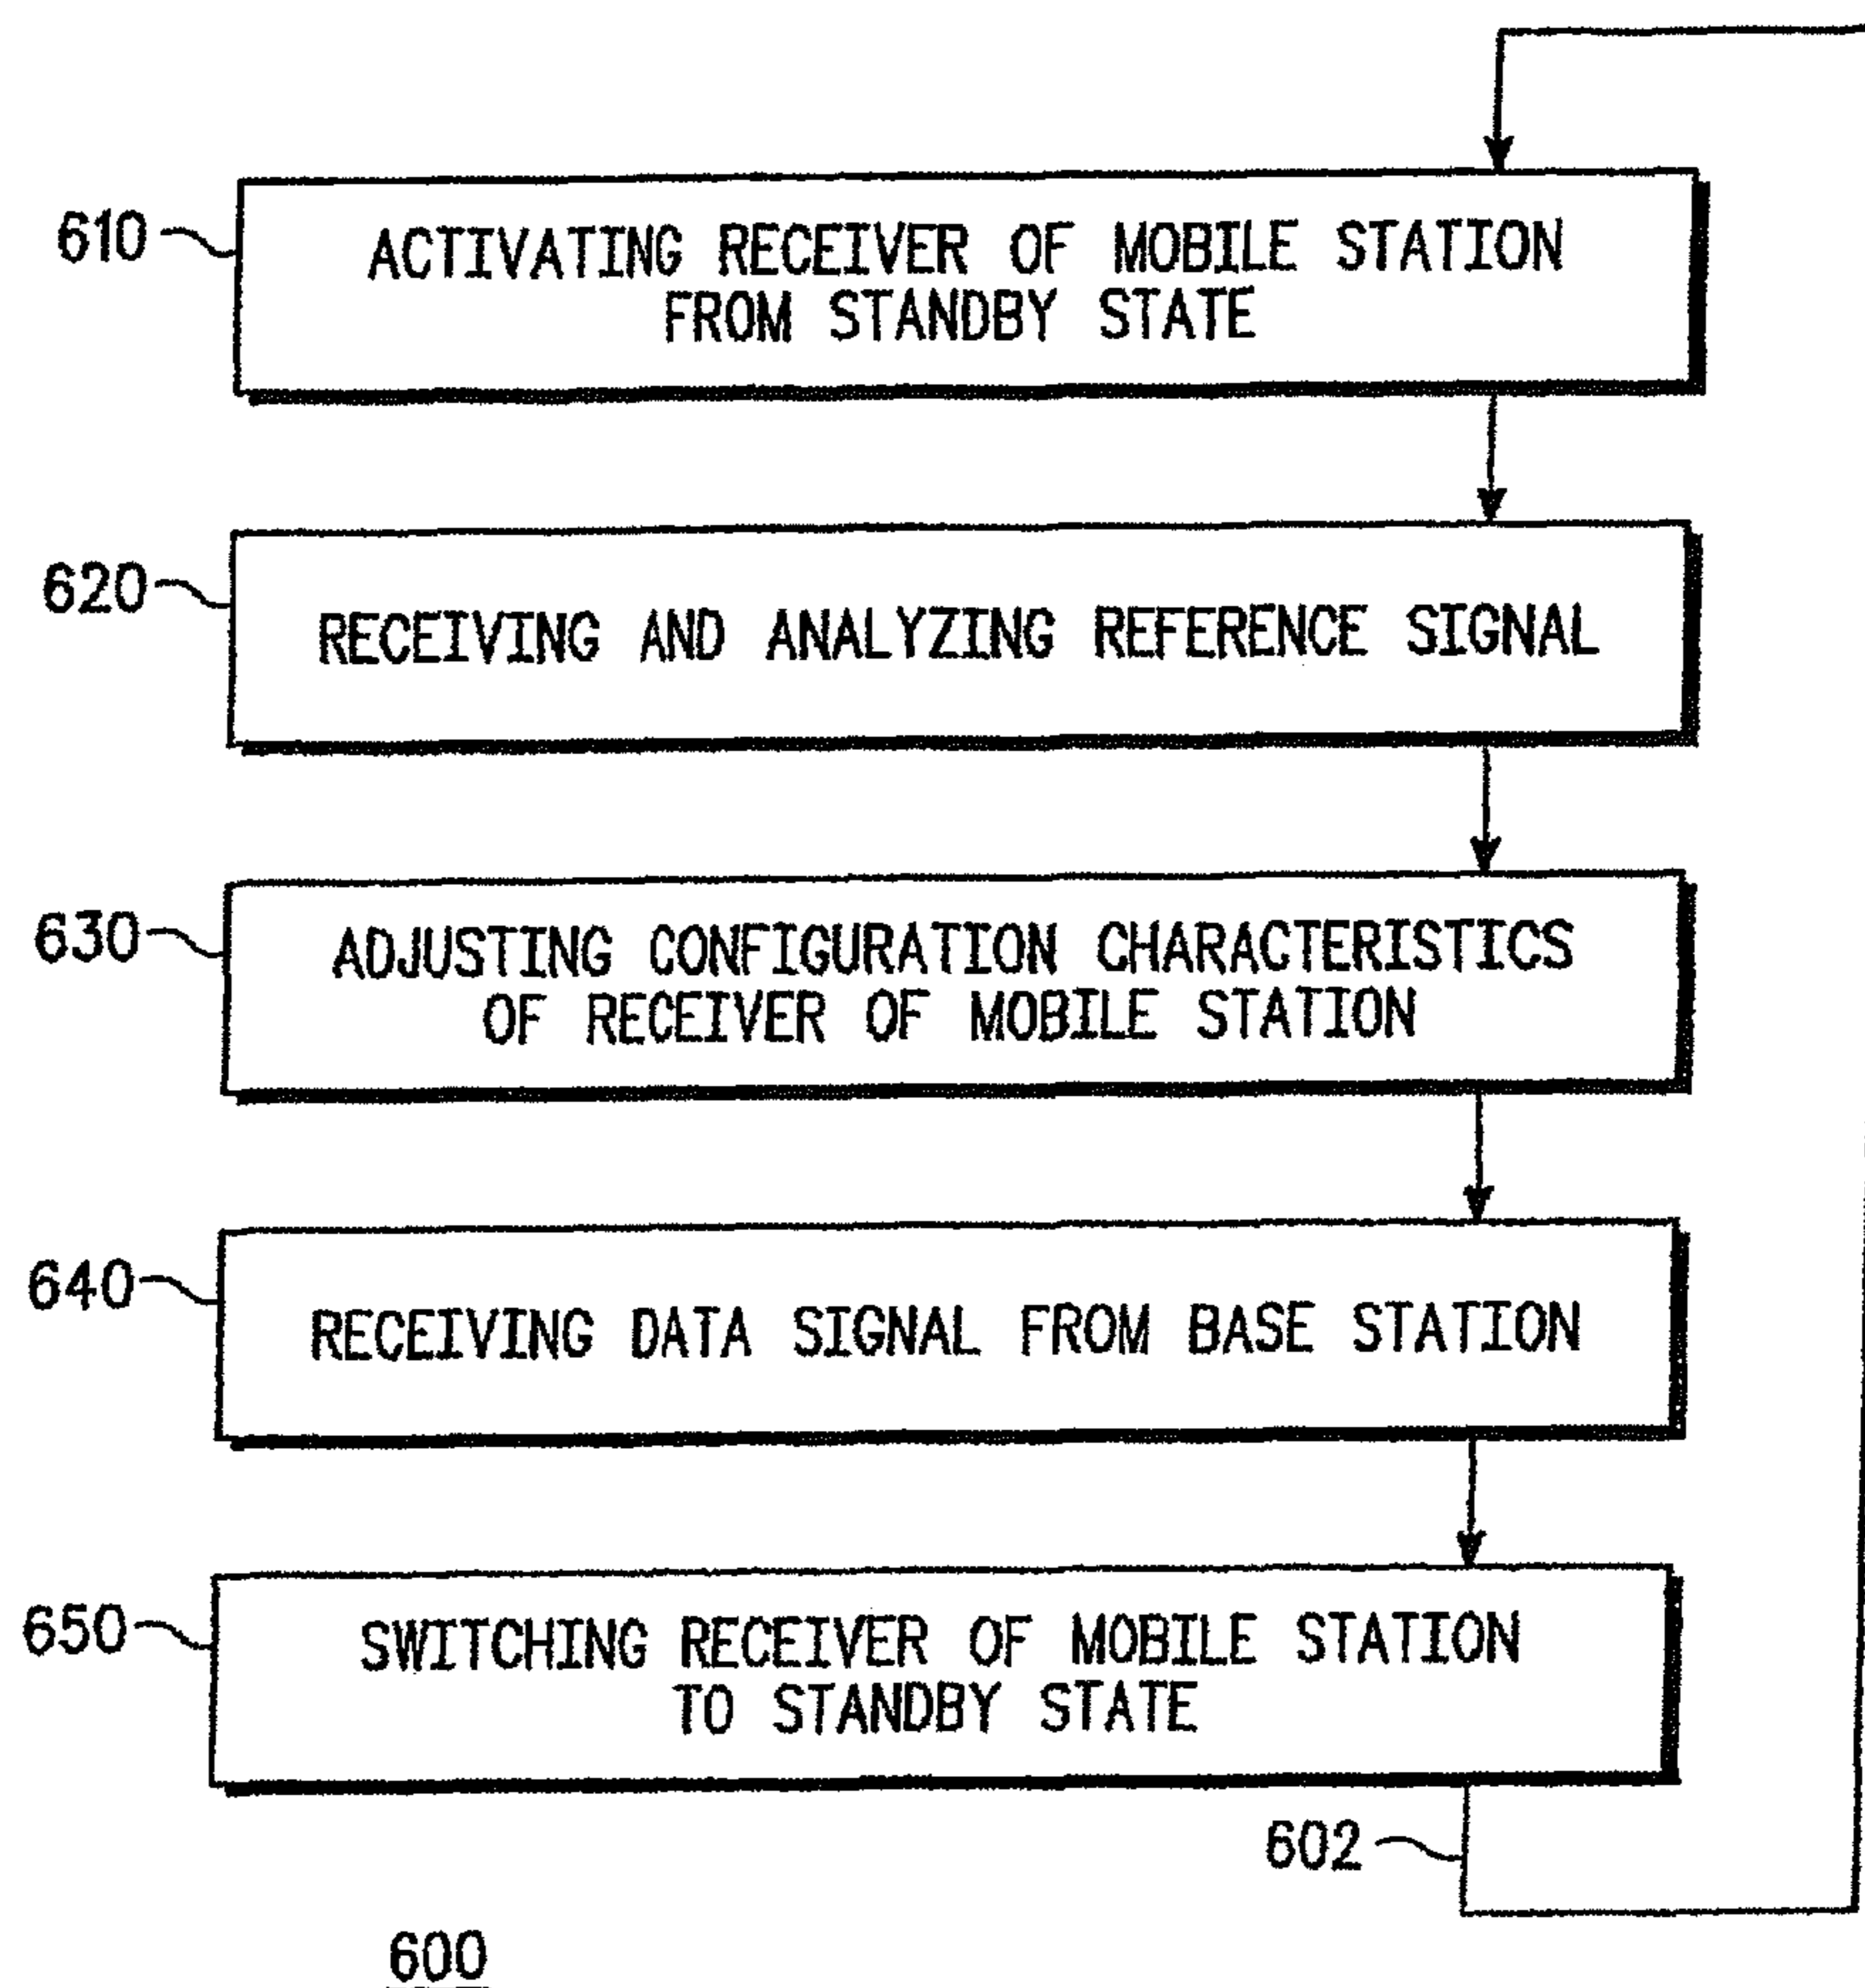 610
ACTIVATING RECEIVER OF MOBILE STATION
FROM STANDBY STATE
620
RECEIVING AND ANALYZING REFERENCE SIGNAL
630
ADJUSTING CONFIGURATION CHARACTERISTICS
OF RECEIVER OF MOBILE STATION
640
RECEIVING DATA SIGNAL FROM BASE STATION
650
SWITCHING RECEIVER OF MOBILE STATION
TO STANDBY STATE
602
600